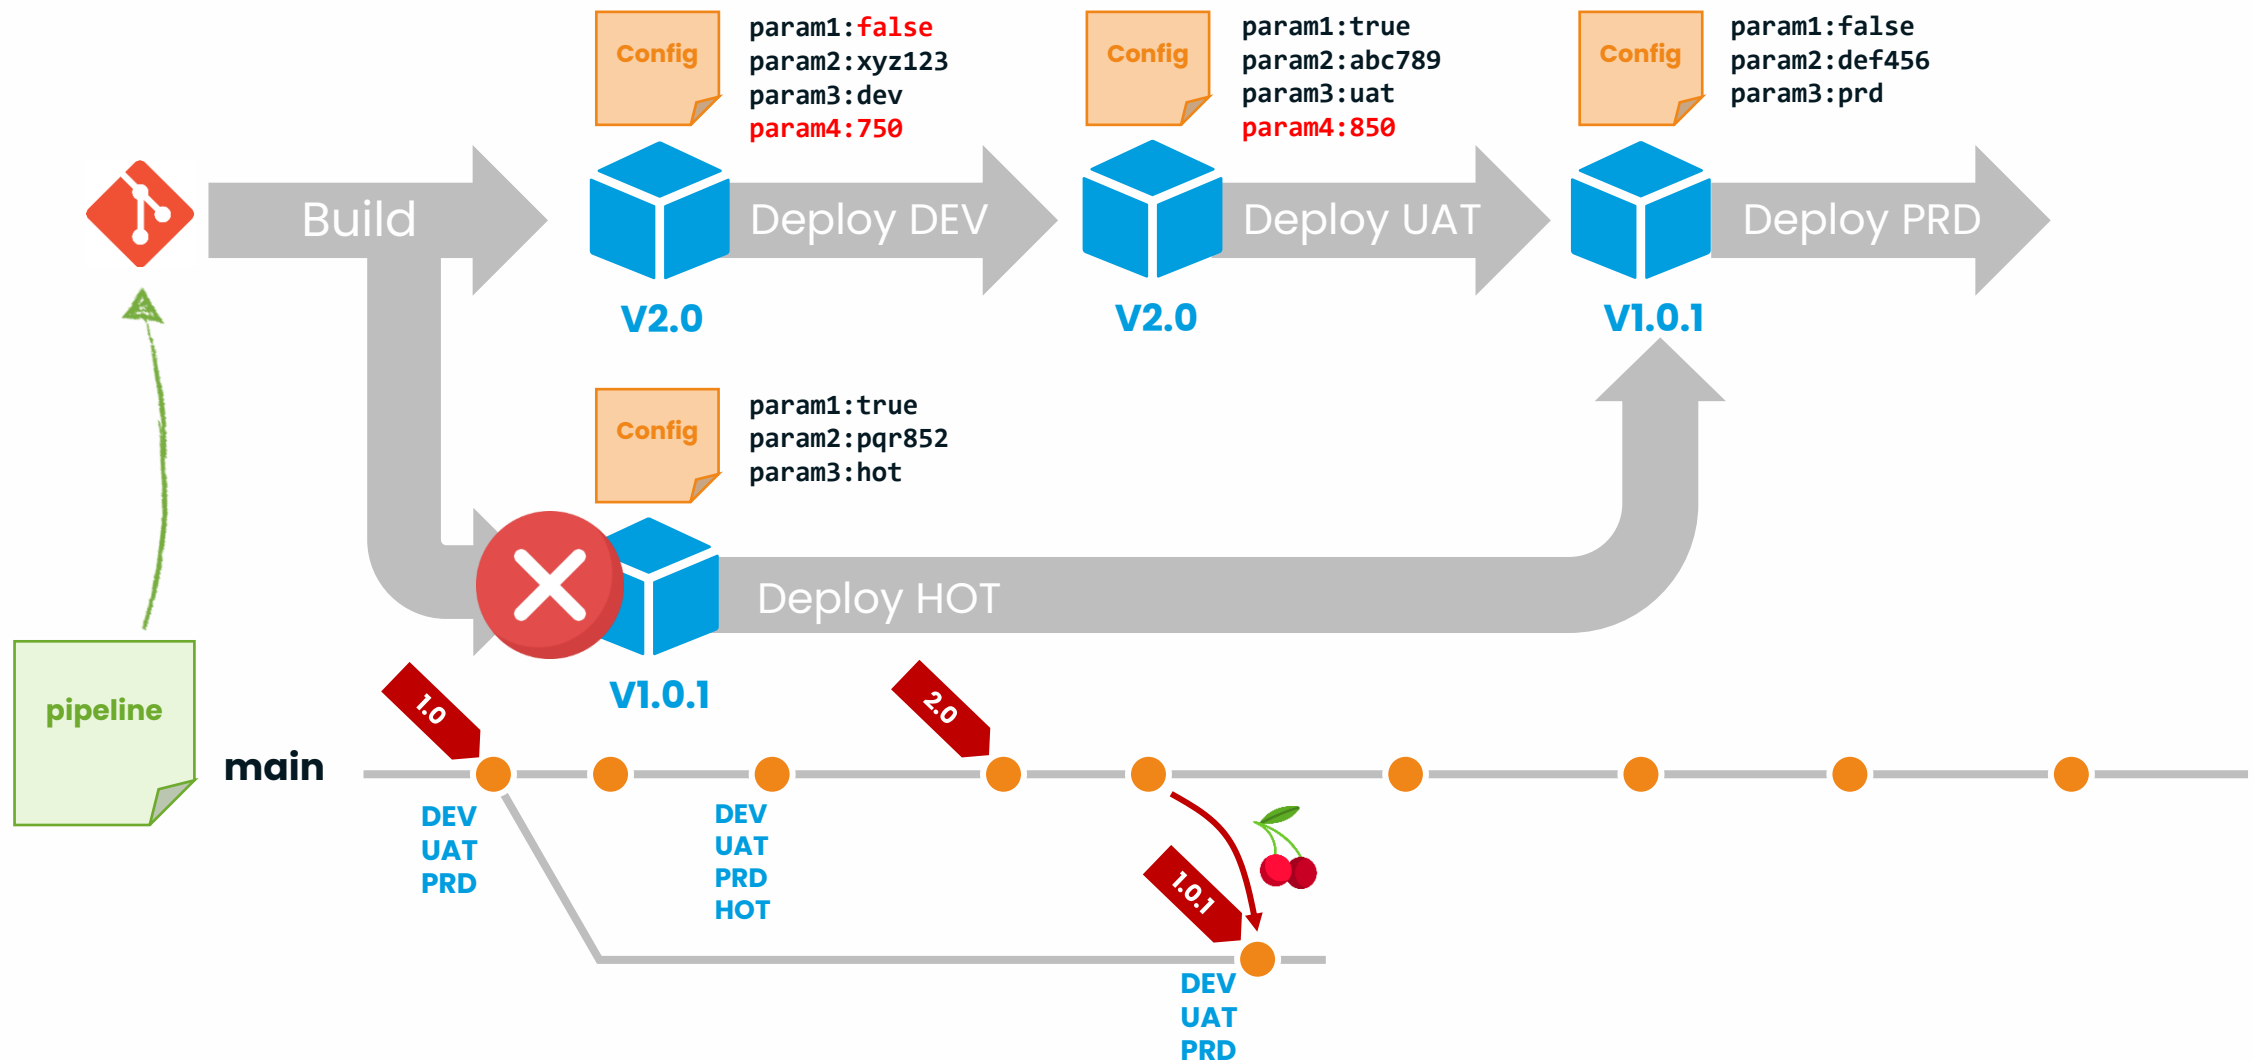 Config
param1:false
param2:xyz123
param3:dev
param4:750
Config
param1:true
param2:abc789
param3:uat
param4:850
Config
param1:false
param2:def456
param3:prd
Build
Deploy DEV
Deploy UAT
Deploy PRD
V2.0
V2.0
V1.0.1
Config
param1:true
param2:pqr852
param3:hot
Deploy HOT
V1.0.1
pipeline
main
1.0
2.0
DEV
UAT
PRD
DEV
UAT
PRD
HOT
1.0.1
DEV
UAT
PRD